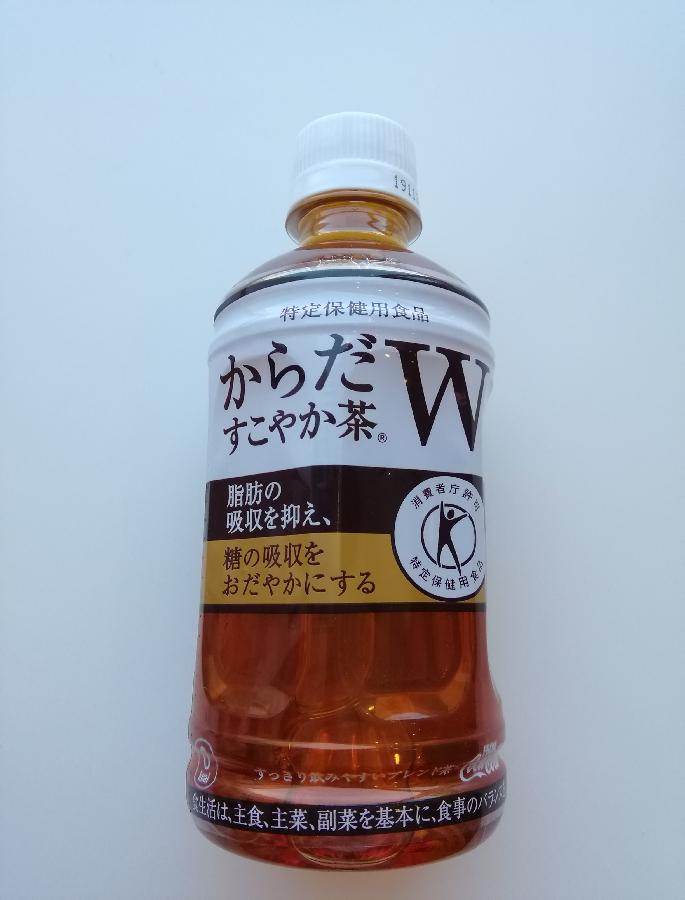 特定保健用食品
からだ
すこやか茶®
W
脂肪の
吸収を抑え、
糖の吸収を
おだやかにする
消費者庁許可
特定保健用食品
すっきり飲みやすいブレンド茶
食生活は、主食、主菜、副菜を基本に、食事のバランスを